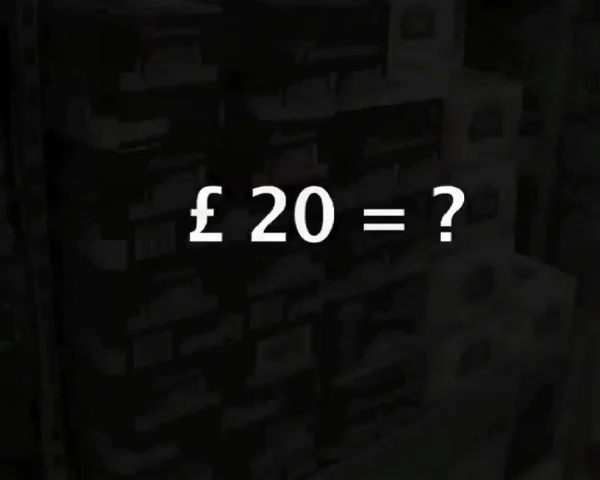 £ 20 = ?